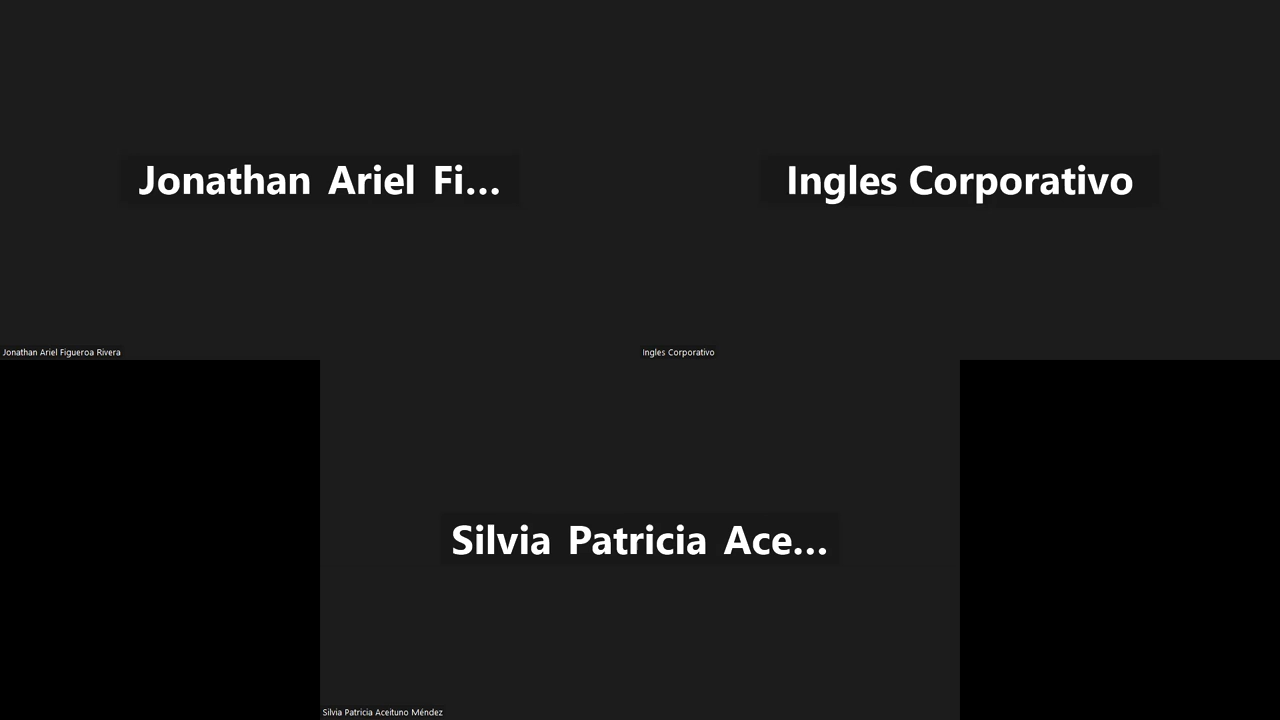 Jonathan Ariel Fi...
Ingles Corporativo
Jonathan Ariel Figueroa Rivera
Ingles Corporativo
Silvia Patricia Ace...
Silvia Patricia Aceituno Méndez